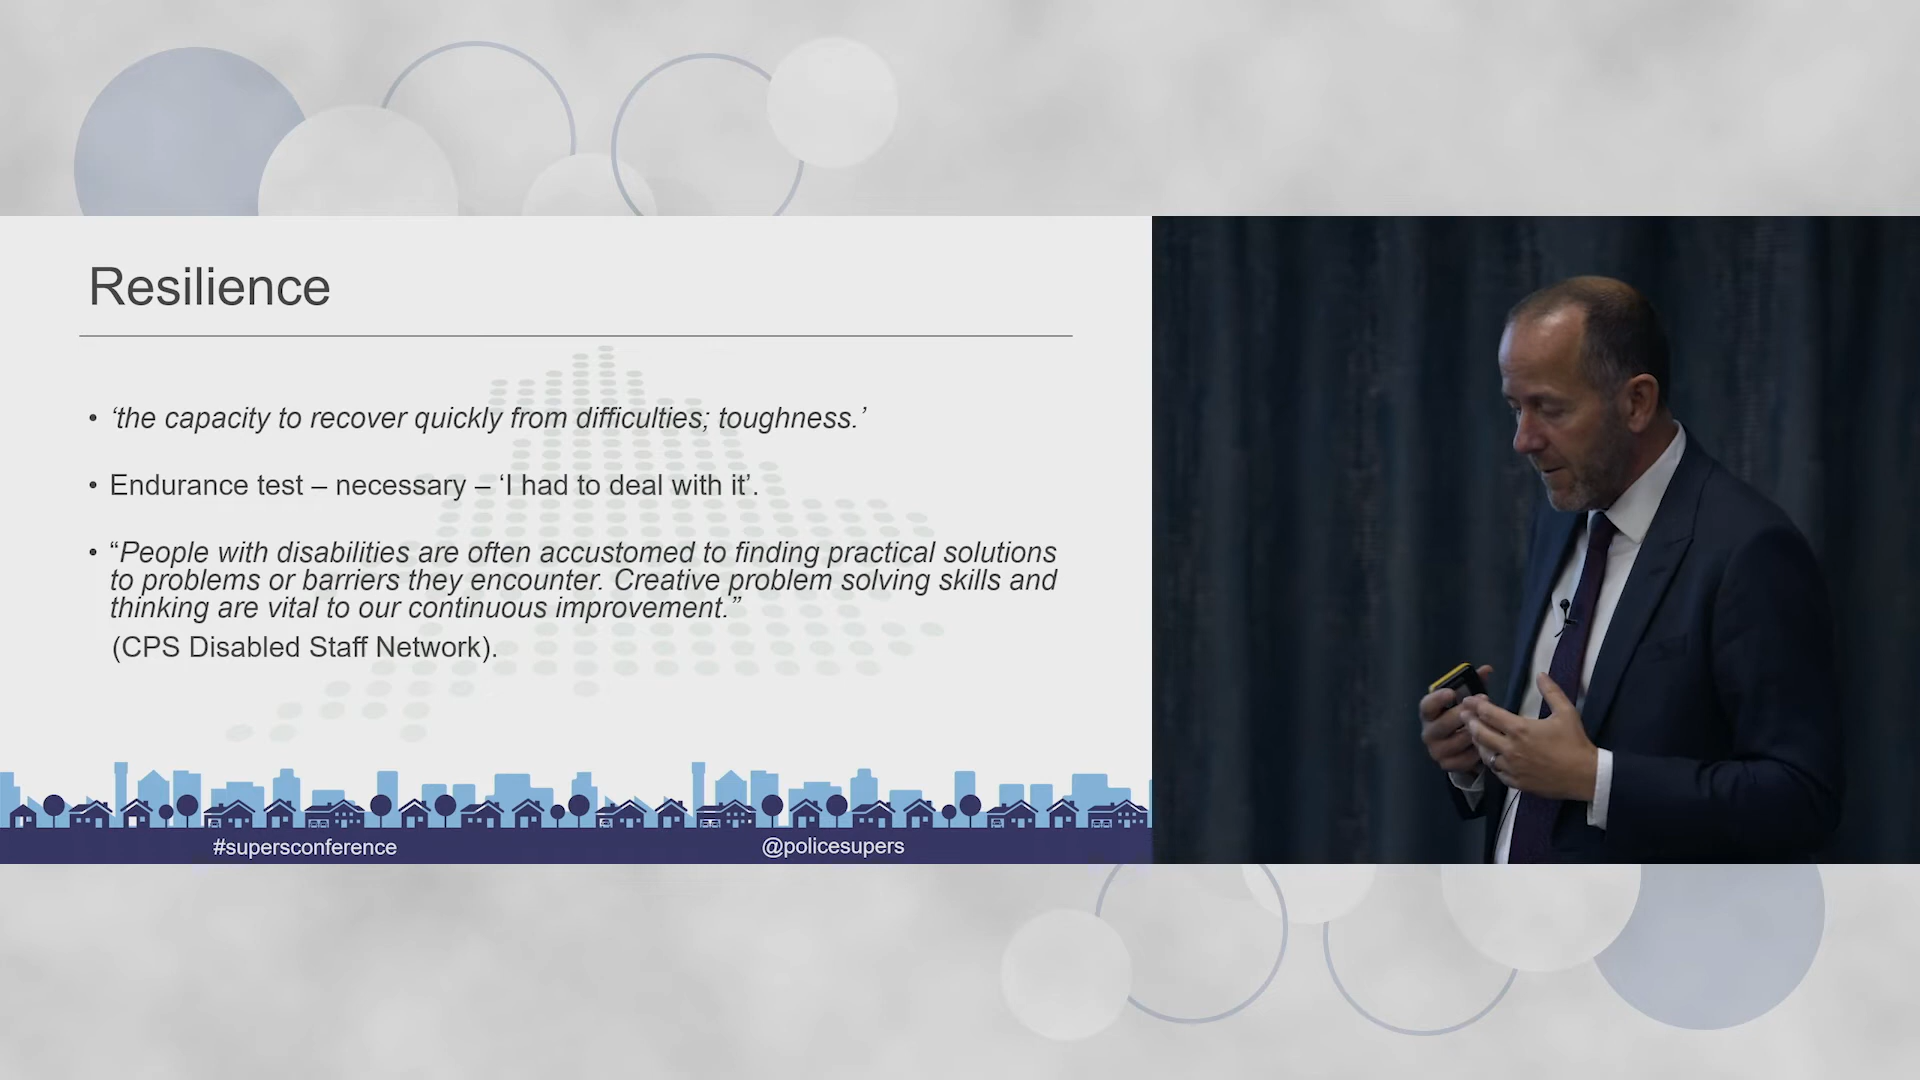 Resilience
• ‘the capacity to recover quickly from difficulties; toughness.’
• Endurance test – necessary – ‘I had to deal with it’.
• “People with disabilities are often accustomed to finding practical solutions
to problems or barriers they encounter. Creative problem solving skills and
thinking are vital to our continuous improvement.”
(CPS Disabled Staff Network).
#supersconference
@policesupers